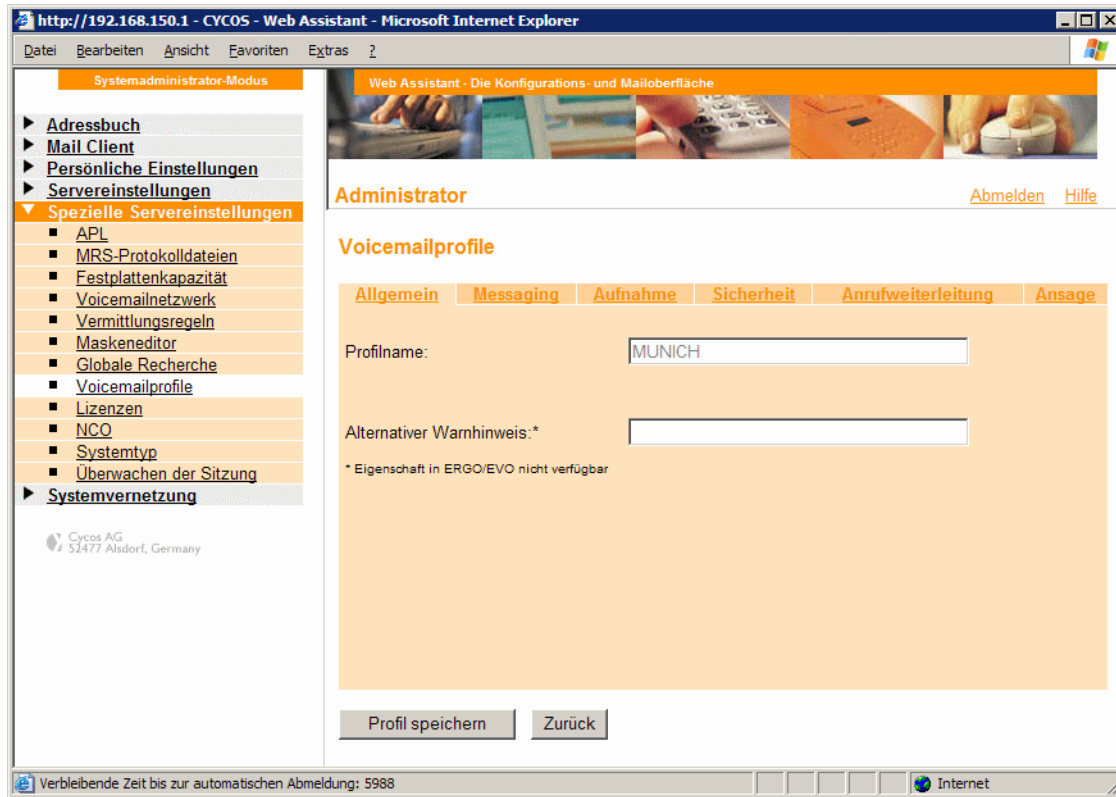 http://192.168.150.1 - CYCOS - Web Assistant - Microsoft Internet Explorer
Datei Bearbeiten Ansicht Favoriten Extras ?
Systemadministrator-Modus
Adressbuch
Mail Client
Persönliche Einstellungen
Servereinstellungen
Spezielle Servereinstellungen
APL
MRS-Protokolldateien
Festplattenkapazität
Voicemailnetzwerk
Vermittlungsregeln
Maskeneditor
Globale Recherche
Voicemailprofile
Lizenzen
NCO
Systemtyp
Überwachen der Sitzung
Systemvernetzung
Cycos AG
52477 Alsdorf, Germany
Web Assistant - Die Konfigurations- und Mailoberfläche
Administrator
Abmelden Hilfe
Voicemailprofile
Allgemein Messaging Aufnahme Sicherheit Anrufweiterleitung Ansage
Profilname: MUNICH
Alternativer Warnhinweis:*
* Eigenschaft in ERGO/EVO nicht verfügbar
Profil speichern Zurück
Verbleibende Zeit bis zur automatischen Abmeldung: 5988
Internet